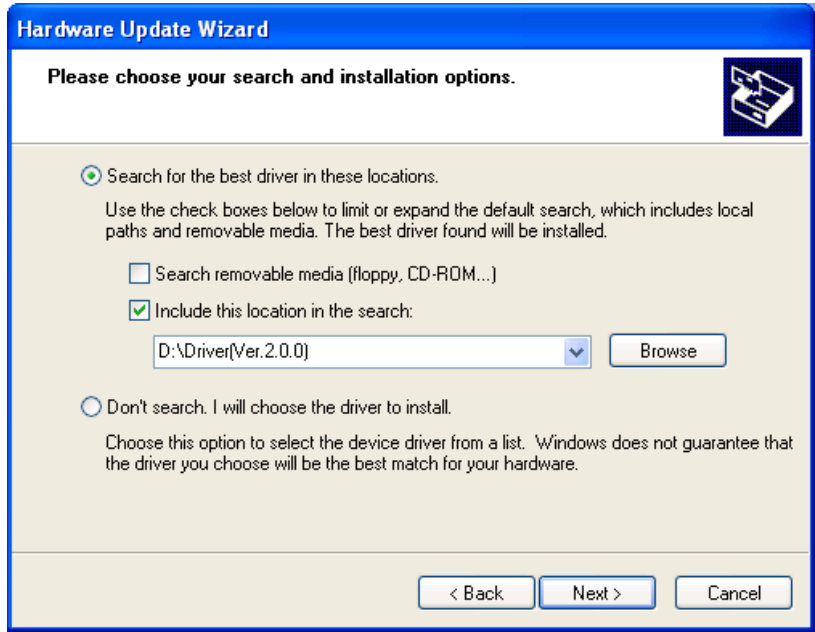 Hardware Update Wizard
Please choose your search and installation options.
Search for the best driver in these locations.
Use the check boxes below to limit or expand the default search, which includes local
paths and removable media. The best driver found will be installed.
Search removable media (floppy, CD-ROM...)
Include this location in the search:
D:\Driver(Ver.2.0.0)
Browse
Don't search. I will choose the driver to install.
Choose this option to select the device driver from a list.  Windows does not guarantee that
the driver you choose will be the best match for your hardware.
< Back
Next >
Cancel